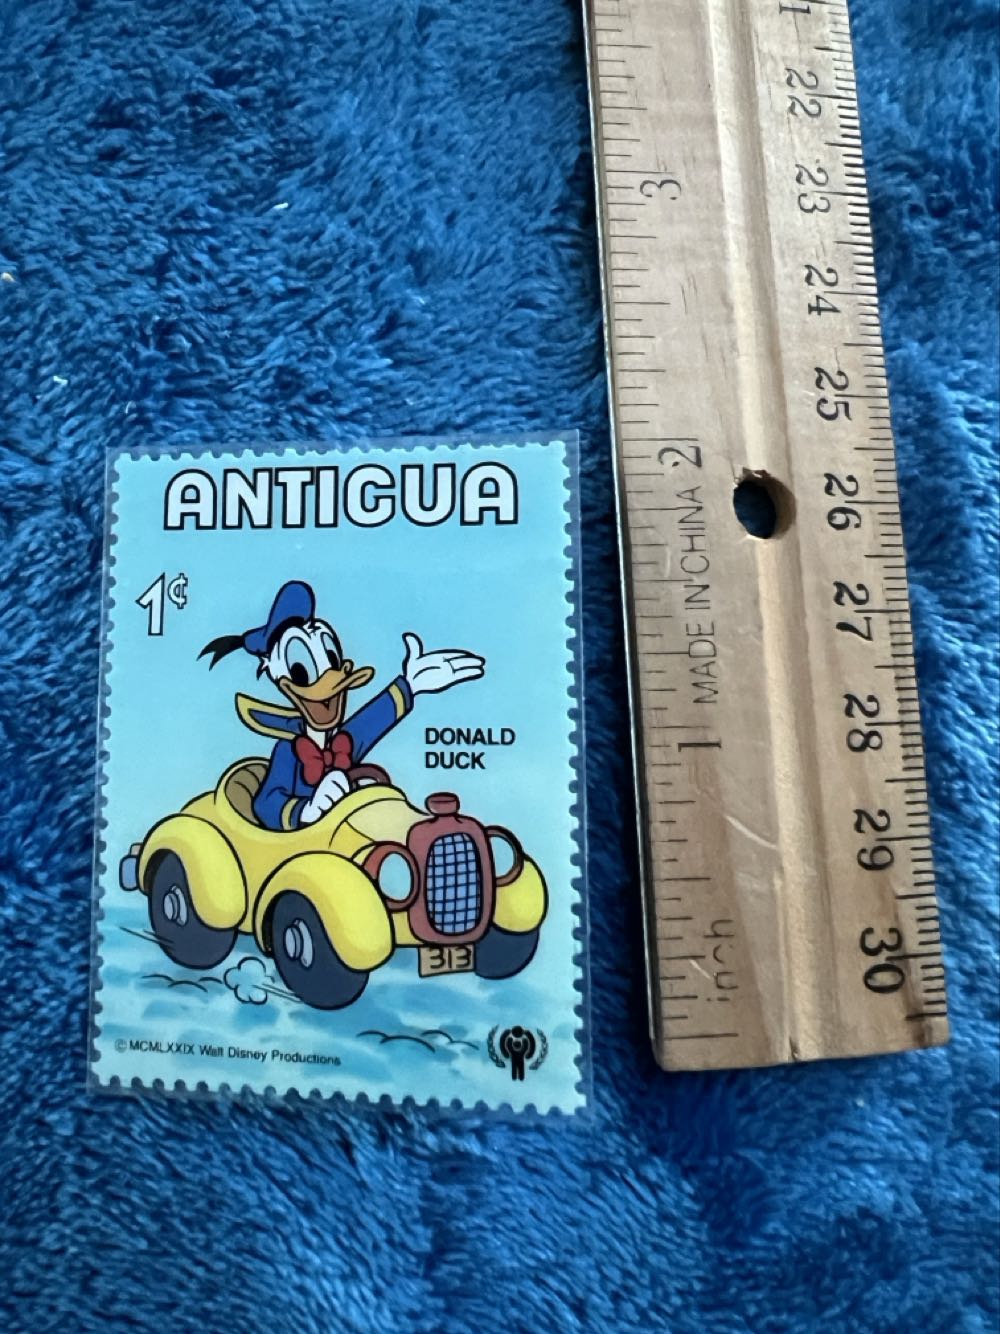 ANTIGUA
1¢
DONALD
DUCK
313
© MCMLXXIX Walt Disney Productions
1
22
23
24
25
26
27
28
29
30
3
2
MADE IN CHINA
1
inch